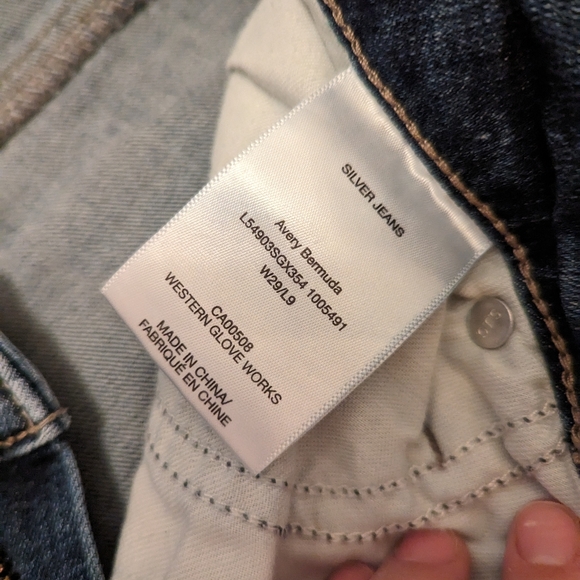 SILVER JEANS
Avery Bermuda
L54903SGX354 1005491
W29/L9
CA00508
WESTERN GLOVE WORKS
MADE IN CHINA/
FABRIQUÉ EN CHINE